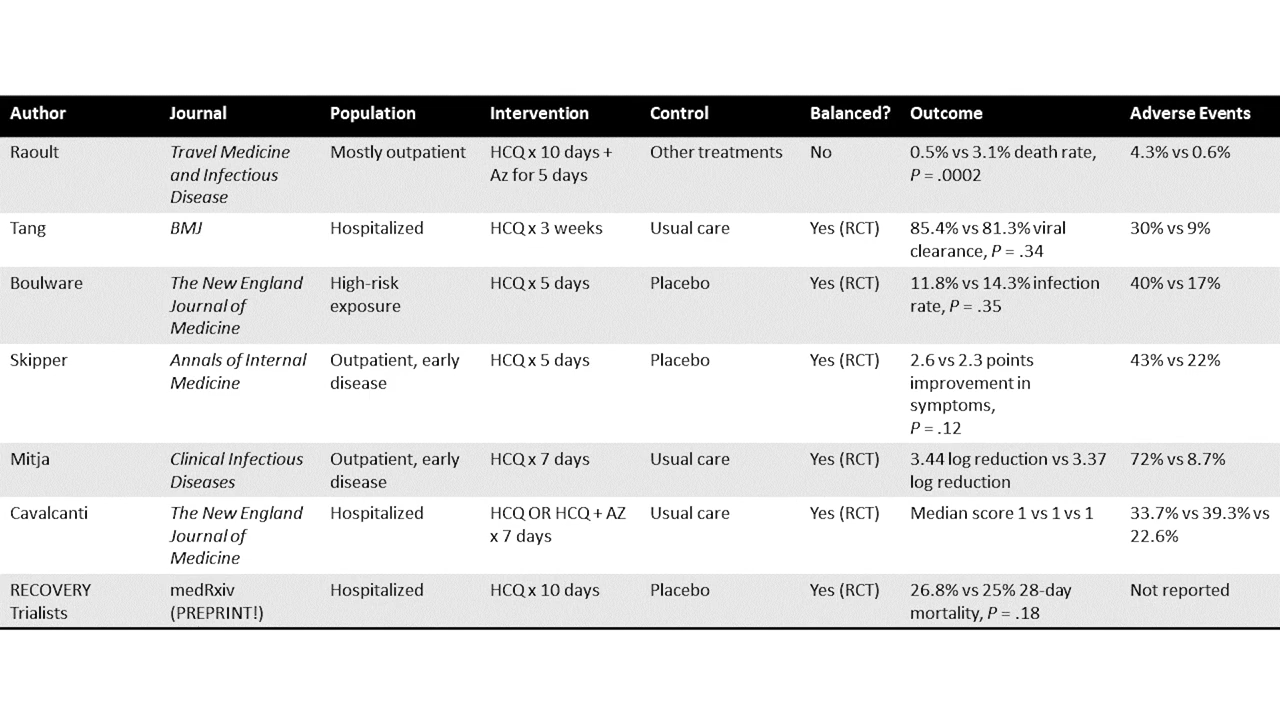 Author Journal Population Intervention Control Balanced? Outcome Adverse Events
Raoult Travel Medicine Mostly outpatient HCQ x 10 days + Other treatments No 0.5% vs 3.1% death rate, 4.3% vs 0.6%
and Infectious Az for 5 days P = .0002
Disease
Tang BMJ Hospitalized HCQ x 3 weeks Usual care Yes (RCT) 85.4% vs 81.3% viral 30% vs 9%
clearance, P = .34
Boulware The New England High-risk HCQ x 5 days Placebo Yes (RCT) 11.8% vs 14.3% infection 40% vs 17%
Journal of exposure rate, P = .35
Medicine
Skipper Annals of Internal Outpatient, early HCQ x 5 days Placebo Yes (RCT) 2.6 vs 2.3 points 43% vs 22%
Medicine disease improvement in
symptoms,
P = .12
Mitja Clinical Infectious Outpatient, early HCQ x 7 days Usual care Yes (RCT) 3.44 log reduction vs 3.37 72% vs 8.7%
Diseases disease log reduction
Cavalcanti The New England Hospitalized HCQ OR HCQ + AZ Usual care Yes (RCT) Median score 1 vs 1 vs 1 33.7% vs 39.3% vs
Journal of x 7 days 22.6%
Medicine
RECOVERY medRxiv Hospitalized HCQ x 10 days Placebo Yes (RCT) 26.8% vs 25% 28-day Not reported
Trialists (PREPRINT!) mortality, P = .18